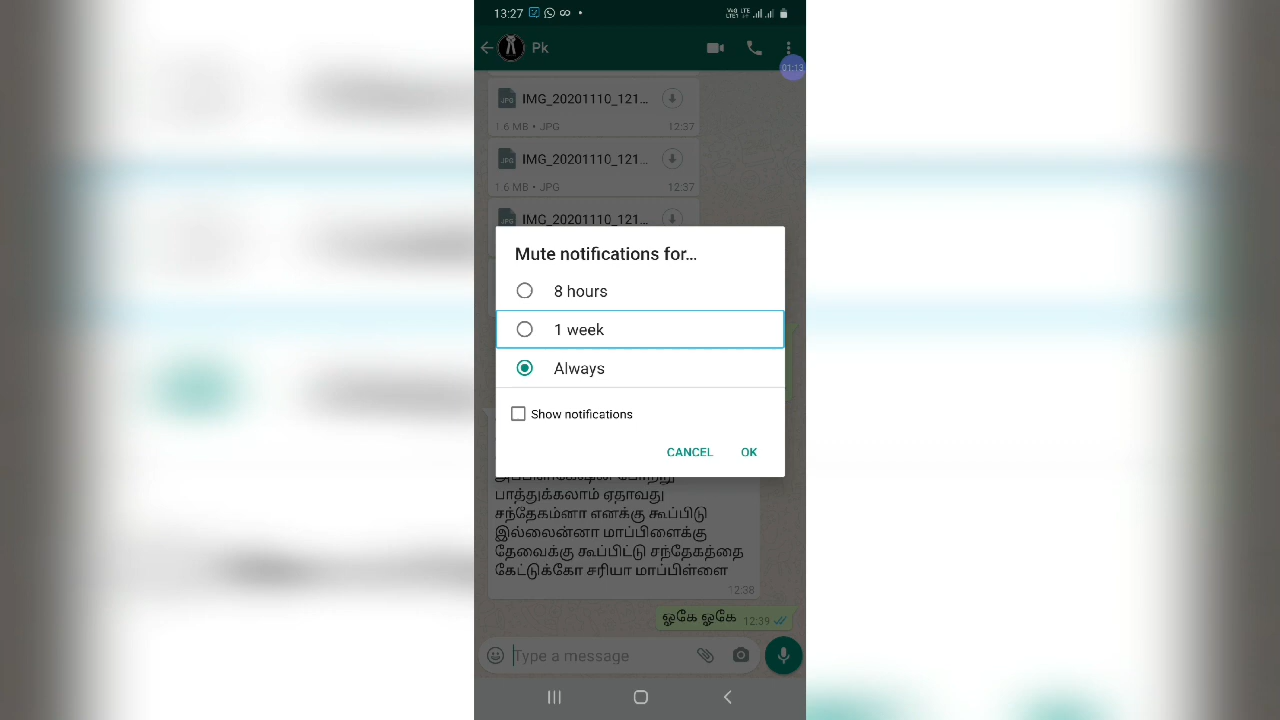 13:27
Pk
01:13
IMG_20201110_121...
1.6 MB • JPG 12:37
IMG_20201110_121...
1.6 MB • JPG 12:37
IMG_20201110_121...
Mute notifications for...
8 hours
1 week
Always
Show notifications
CANCEL OK
பாத்துக்கலாம் ஏதாவது
சந்தேகம்னா எனக்கு கூப்பிடு
இல்லைன்னா மாப்பிளைக்கு
தேவைக்கு கூப்பிட்டு சந்தேகத்தை
கேட்டுக்கோ சரியா மாப்பிள்ளை
12:38
ஓகே ஓகே 12:39
Type a message